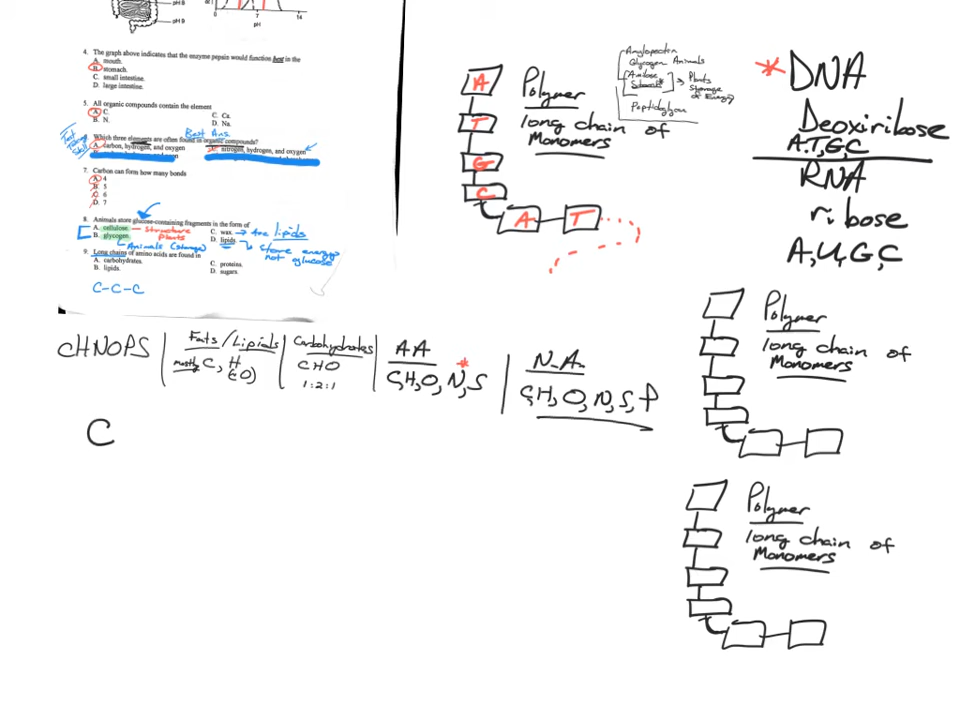 pH 8
pH 9
0 7 14
pH
4. The graph above indicates that the enzyme pepsin would function best in the
A. mouth.
B. stomach.
C. small intestine.
D. large intestine.
5. All organic compounds contain the element
A. C.
B. N.
C. Ca.
D. Na.
Best Ans.
Which three elements are often found in organic compounds?
A. carbon, hydrogen, and oxygen
nitrogen, hydrogen, and oxygen
7. Carbon can form how many bonds
A. 4
B. 5
C. 6
D. 7
8. Animals store glucose-containing fragments in the form of
A. cellulose. — Structure Plants
B. glycogen.
Animals (storage)
C. wax. → Are lipids
D. lipids. ↳ store energy not glucose
9. Long chains of amino acids are found in
A. carbohydrates.
B. lipids.
C. proteins.
D. sugars.
C-C-C
A
T
G
C
A T
Polymer
long chain of
Monomers
Amylopectin
Glycogen Animals
Plants
Storage
of Energy
Peptidoglycan
* DNA
Deoxiribose
A,T,G,C
RNA
ribose
A,U,G,C
CHNOPS
Fats/Lipids
mostly C, H
(O)
Carbohydrates
CHO
1:2:1
AA
C,H,O,N,S
*
N.A.
C,H,O,N,S,P
C
Polymer
long chain of
Monomers
Polymer
long chain of
Monomers